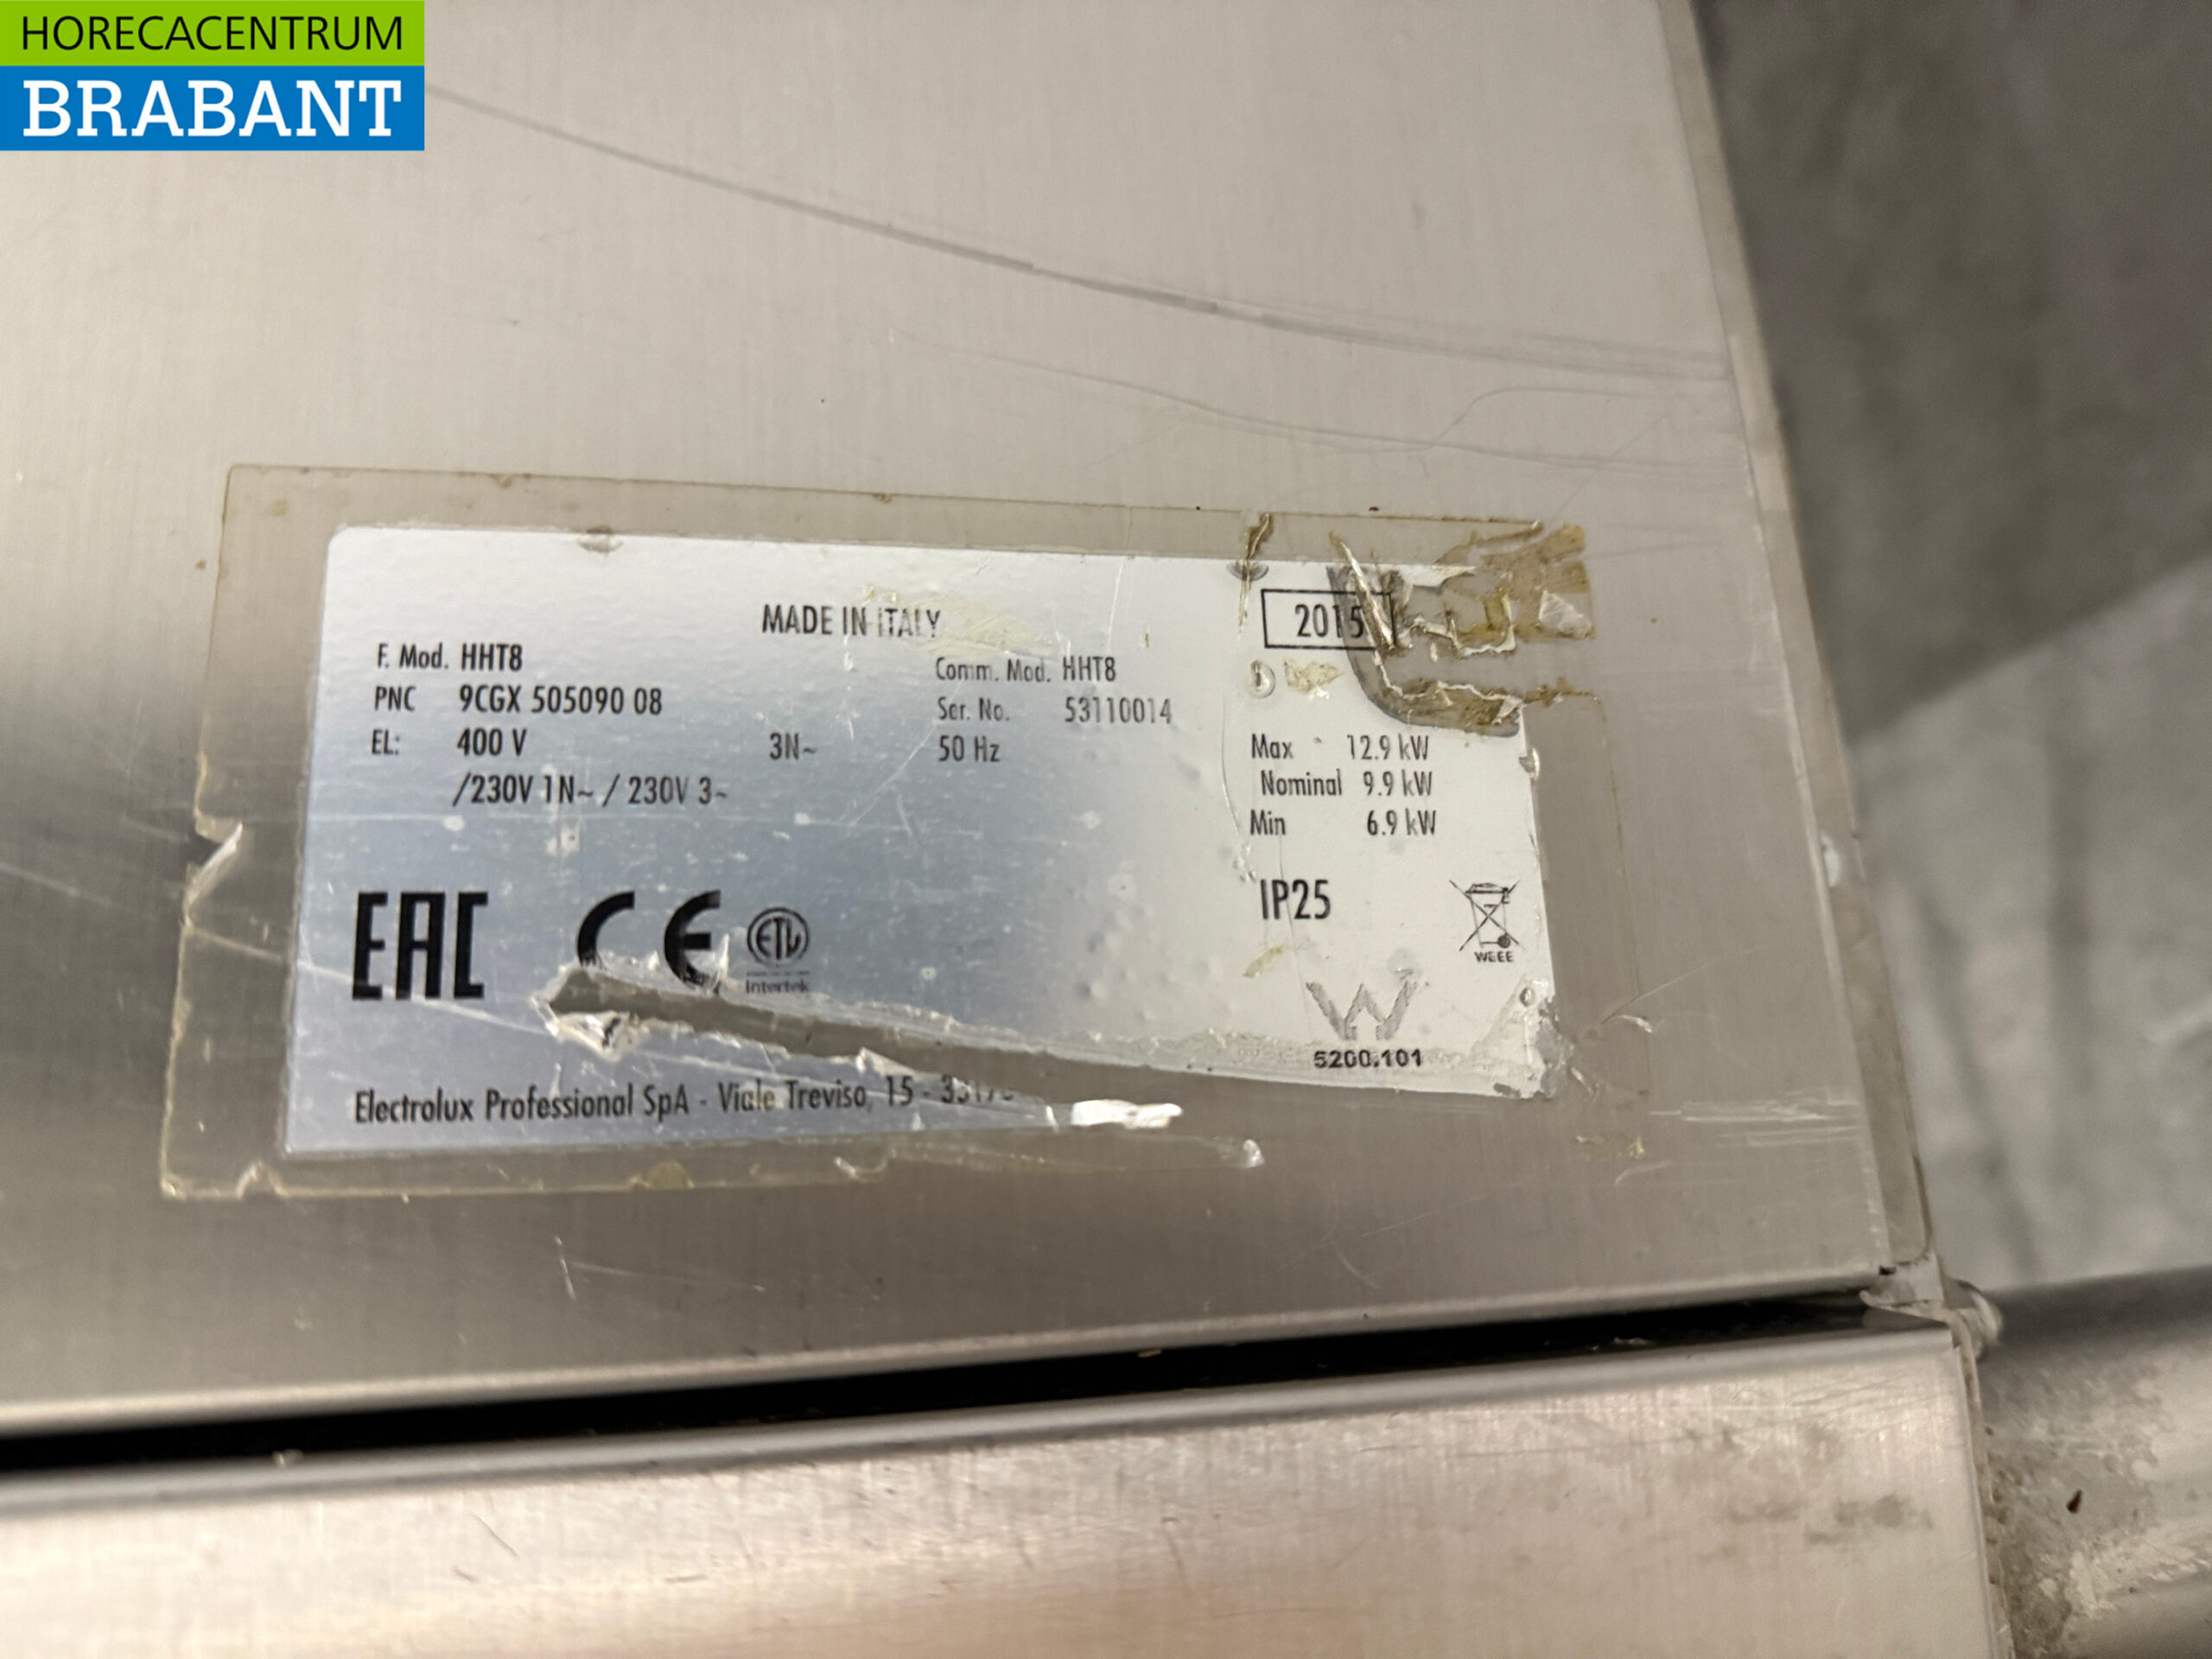 HORECACENTRUM
BRABANT
MADE IN ITALY
2015
F. Mod. HHT8
Comm. Mod. HHT8
PNC 9CGX 505090 08
Ser. No. 53110014
EL: 400 V 3N~ 50 Hz
Max 12.9 kW
/230V 1N~ / 230V 3~
Nominal 9.9 kW
Min 6.9 kW
IP25
EAC CE ETL
Intertek
WEEE
W
5200.101
Electrolux Professional SpA - Viale Treviso, 15 -